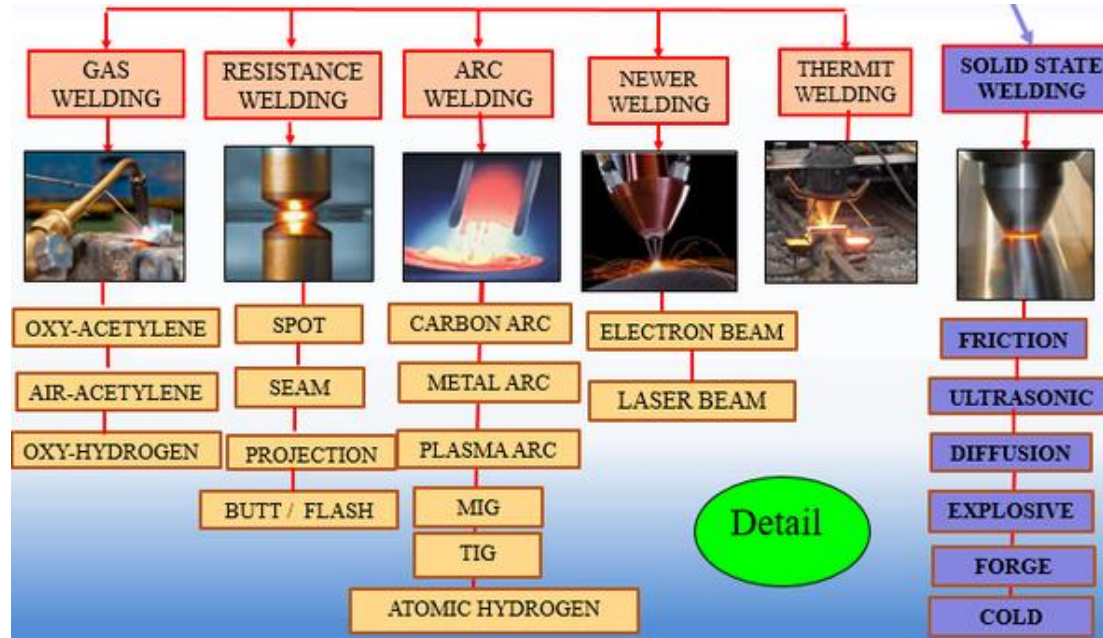 GAS
WELDING
RESISTANCE
WELDING
ARC
WELDING
NEWER
WELDING
THERMIT
WELDING
SOLID STATE
WELDING
OXY-ACETYLENE
AIR-ACETYLENE
OXY-HYDROGEN
SPOT
SEAM
PROJECTION
BUTT / FLASH
CARBON ARC
METAL ARC
PLASMA ARC
MIG
TIG
ATOMIC HYDROGEN
ELECTRON BEAM
LASER BEAM
Detail
FRICTION
ULTRASONIC
DIFFUSION
EXPLOSIVE
FORGE
COLD